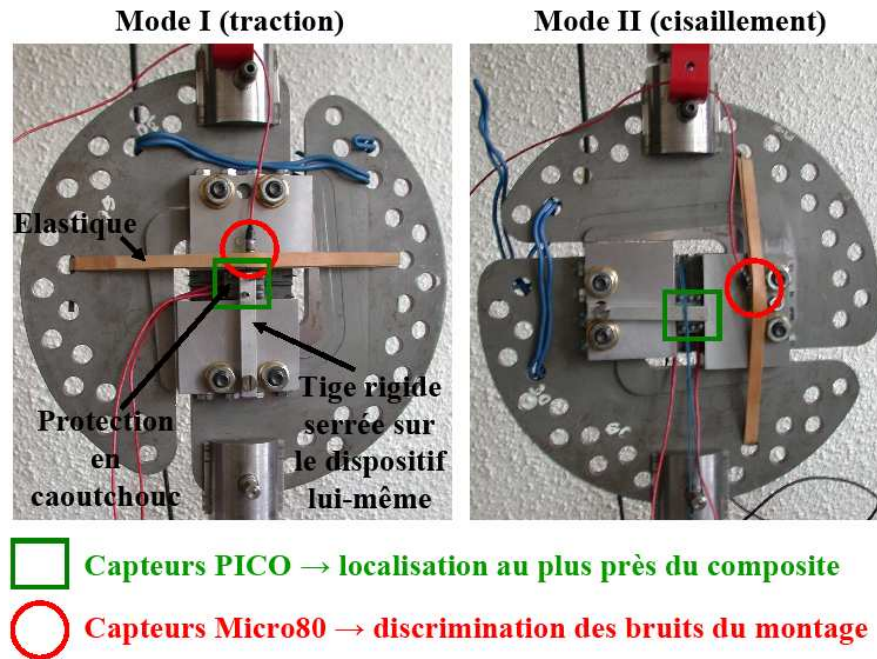 Mode I (traction)
Mode II (cisaillement)
Elastique
Protection
en
caoutchouc
Tige rigide
serrée sur
le dispositif
lui-même
Capteurs PICO → localisation au plus près du composite
Capteurs Micro80 → discrimination des bruits du montage